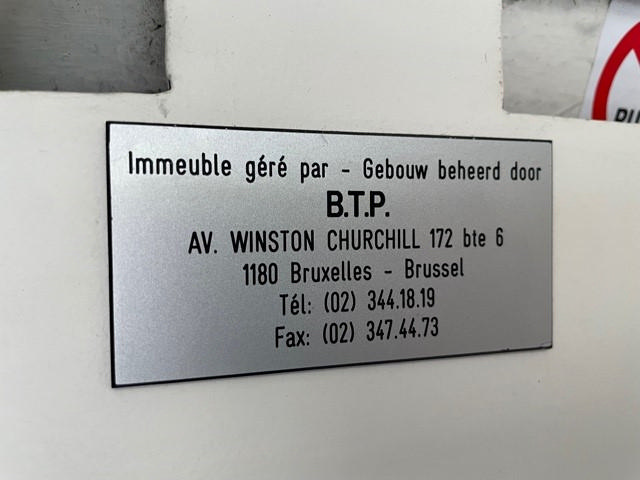 Immeuble géré par - Gebouw beheerd door
B.T.P.
AV. WINSTON CHURCHILL 172 bte 6
1180 Bruxelles - Brussel
Tél: (02) 344.18.19
Fax: (02) 347.44.73